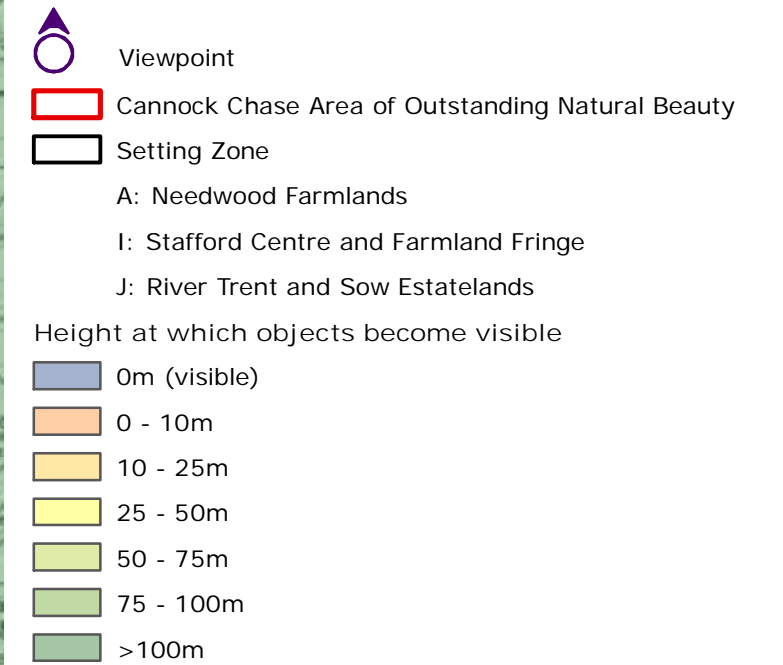 Viewpoint
Cannock Chase Area of Outstanding Natural Beauty
Setting Zone
A: Needwood Farmlands
I: Stafford Centre and Farmland Fringe
J: River Trent and Sow Estatelands
Height at which objects become visible
0m (visible)
0 - 10m
10 - 25m
25 - 50m
50 - 75m
75 - 100m
>100m